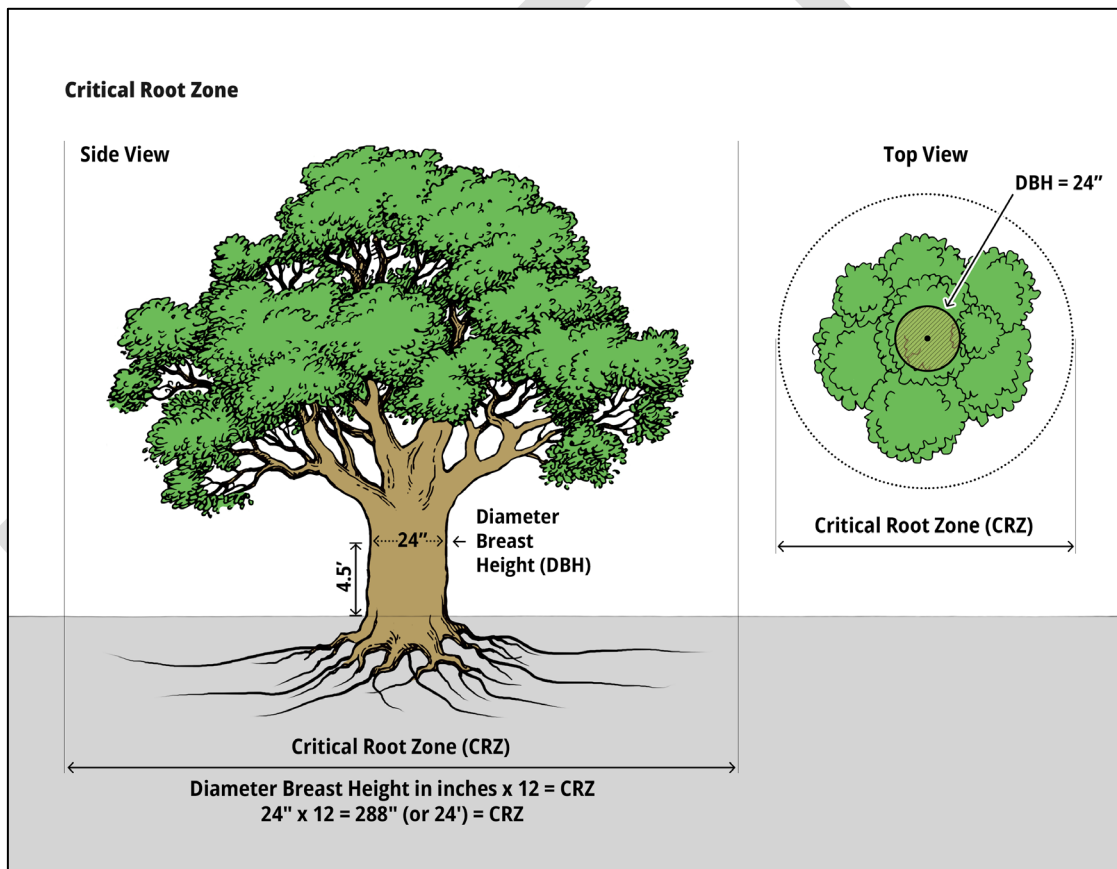 Critical Root Zone
Side View
Top View
DBH = 24”
24”
Diameter
Breast
Height (DBH)
4.5’
Critical Root Zone (CRZ)
Critical Root Zone (CRZ)
Diameter Breast Height in inches x 12 = CRZ
24" x 12 = 288" (or 24') = CRZ